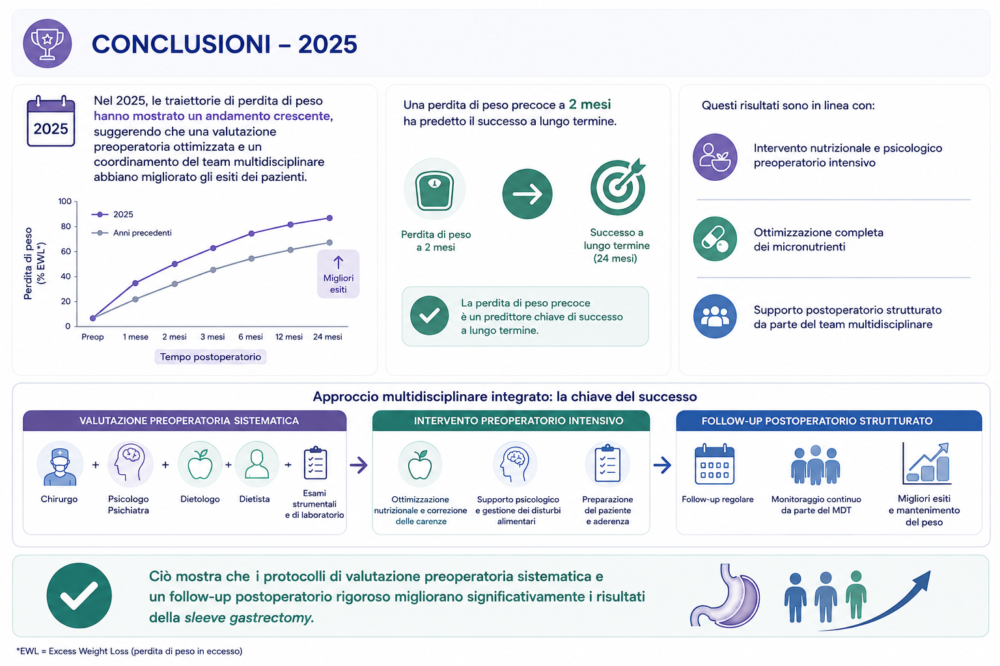 CONCLUSIONI – 2025
2025
Nel 2025, le traiettorie di perdita di peso
hanno mostrato un andamento crescente,
suggerendo che una valutazione
preoperatoria ottimizzata e un
coordinamento del team multidisciplinare
abbiano migliorato gli esiti dei pazienti.
Perdita di peso
(% EWL*)
100
80
60
40
20
0
2025
Anni precedenti
Migliori
esiti
Preop
1 mese
2 mesi
3 mesi
6 mesi
12 mesi
24 mesi
Tempo postoperatorio
Una perdita di peso precoce a 2 mesi
ha predetto il successo a lungo termine.
Perdita di peso
a 2 mesi
Successo a
lungo termine
(24 mesi)
La perdita di peso precoce
è un predittore chiave di successo
a lungo termine.
Questi risultati sono in linea con:
Intervento nutrizionale e psicologico
preoperatorio intensivo
Ottimizzazione completa
dei micronutrienti
Supporto postoperatorio strutturato
da parte del team multidisciplinare
Approccio multidisciplinare integrato: la chiave del successo
VALUTAZIONE PREOPERATORIA SISTEMATICA
+
+
+
+
Chirurgo
Psicologo
Psichiatra
Dietologo
Dietista
Esami
strumentali
e di laboratorio
INTERVENTO PREOPERATORIO INTENSIVO
Ottimizzazione
nutrizionale e correzione
delle carenze
Supporto psicologico
e gestione dei disturbi
alimentari
Preparazione
del paziente
e aderenza
FOLLOW-UP POSTOPERATORIO STRUTTURATO
Follow-up regolare
Monitoraggio continuo
da parte del MDT
Migliori esiti
e mantenimento
del peso
Ciò mostra che i protocolli di valutazione preoperatoria sistematica e
un follow-up postoperatorio rigoroso migliorano significativamente i risultati
della sleeve gastrectomy.
*EWL = Excess Weight Loss (perdita di peso in eccesso)